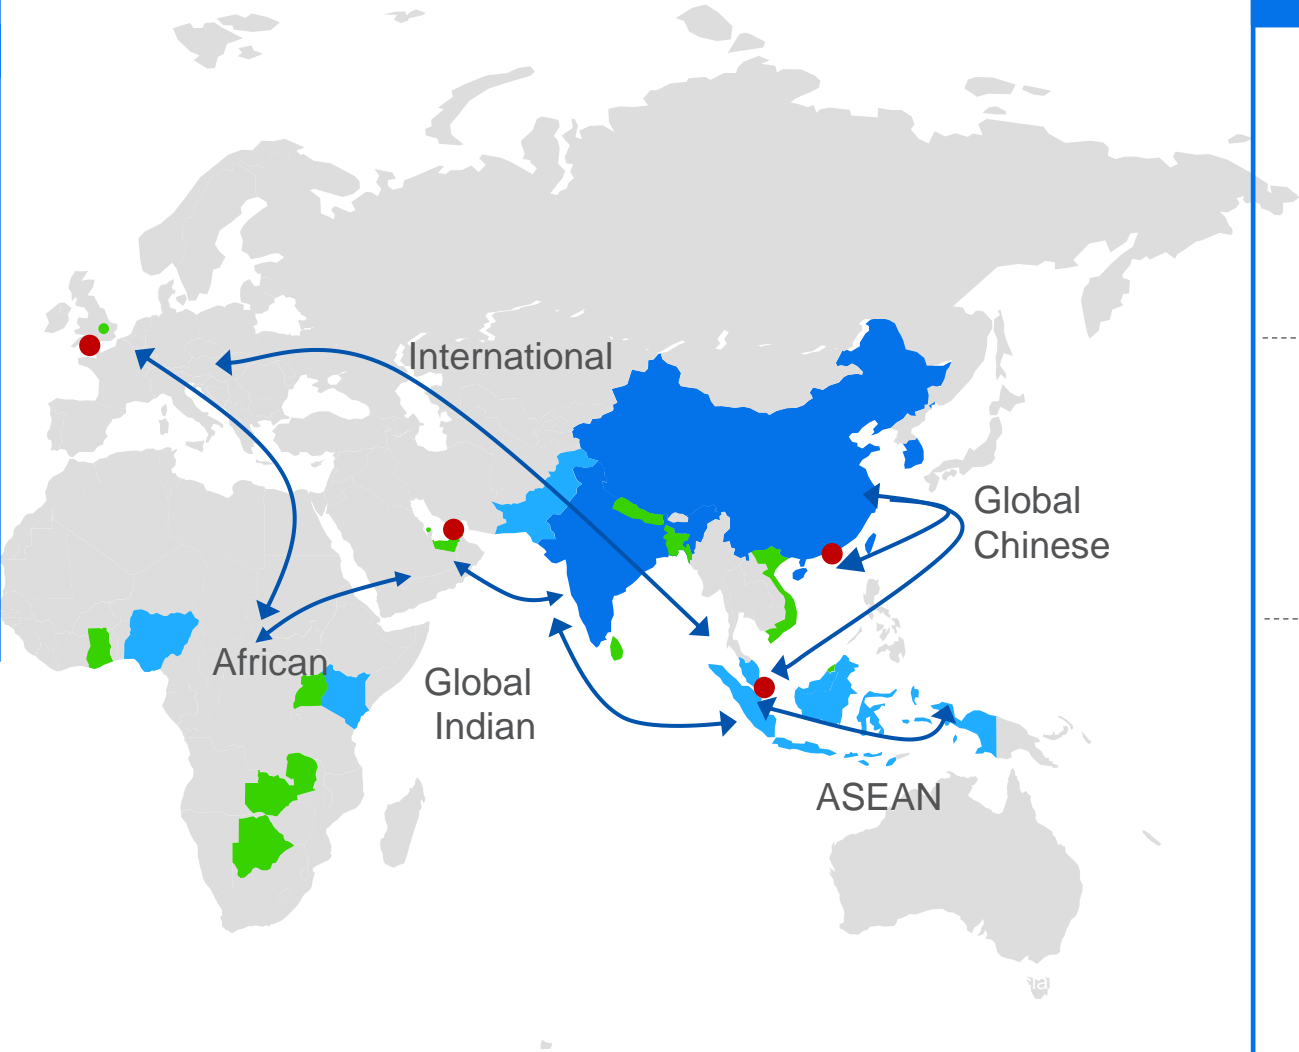 International
Global
Chinese
African
Global
Indian
ASEAN